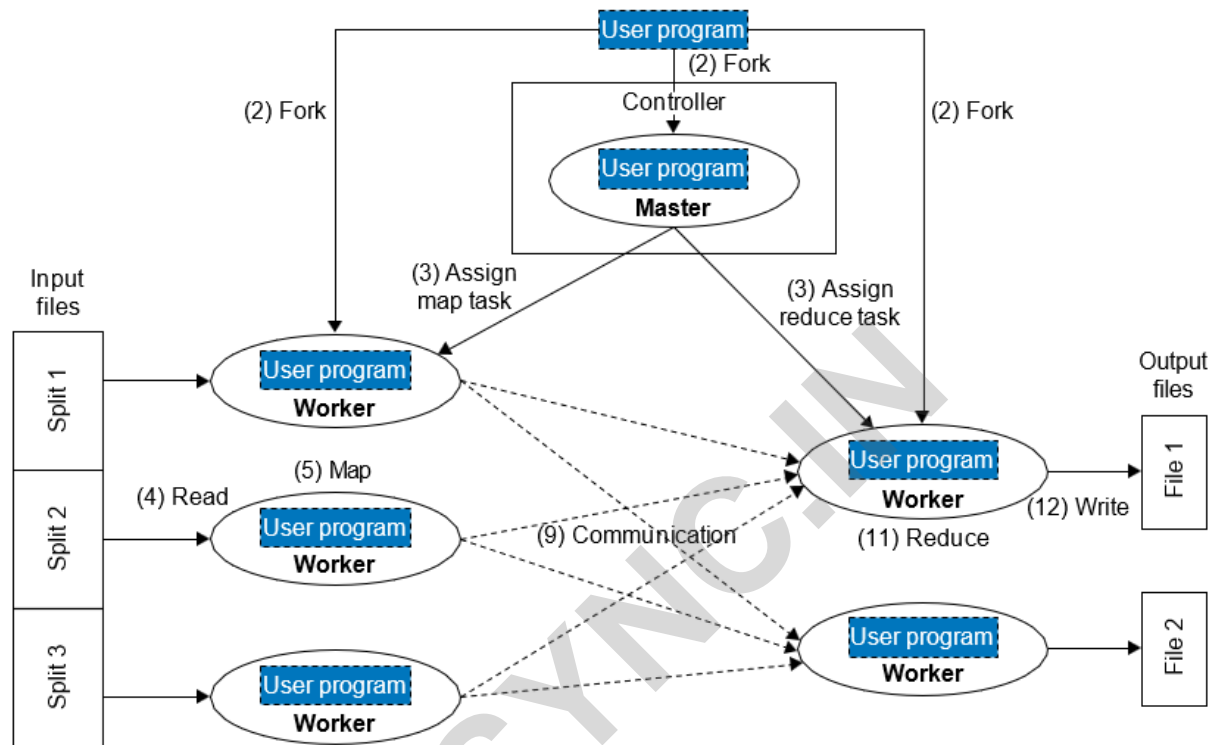 User program
(2) Fork
(2) Fork
(2) Fork
Controller
User program
Master
(3) Assign
map task
(3) Assign
reduce task
Input
files
Split 1
Split 2
Split 3
User program
Worker
(4) Read
(5) Map
User program
Worker
User program
Worker
(9) Communication
User program
Worker
(11) Reduce
(12) Write
User program
Worker
Output
files
File 1
File 2
SYNC.IN